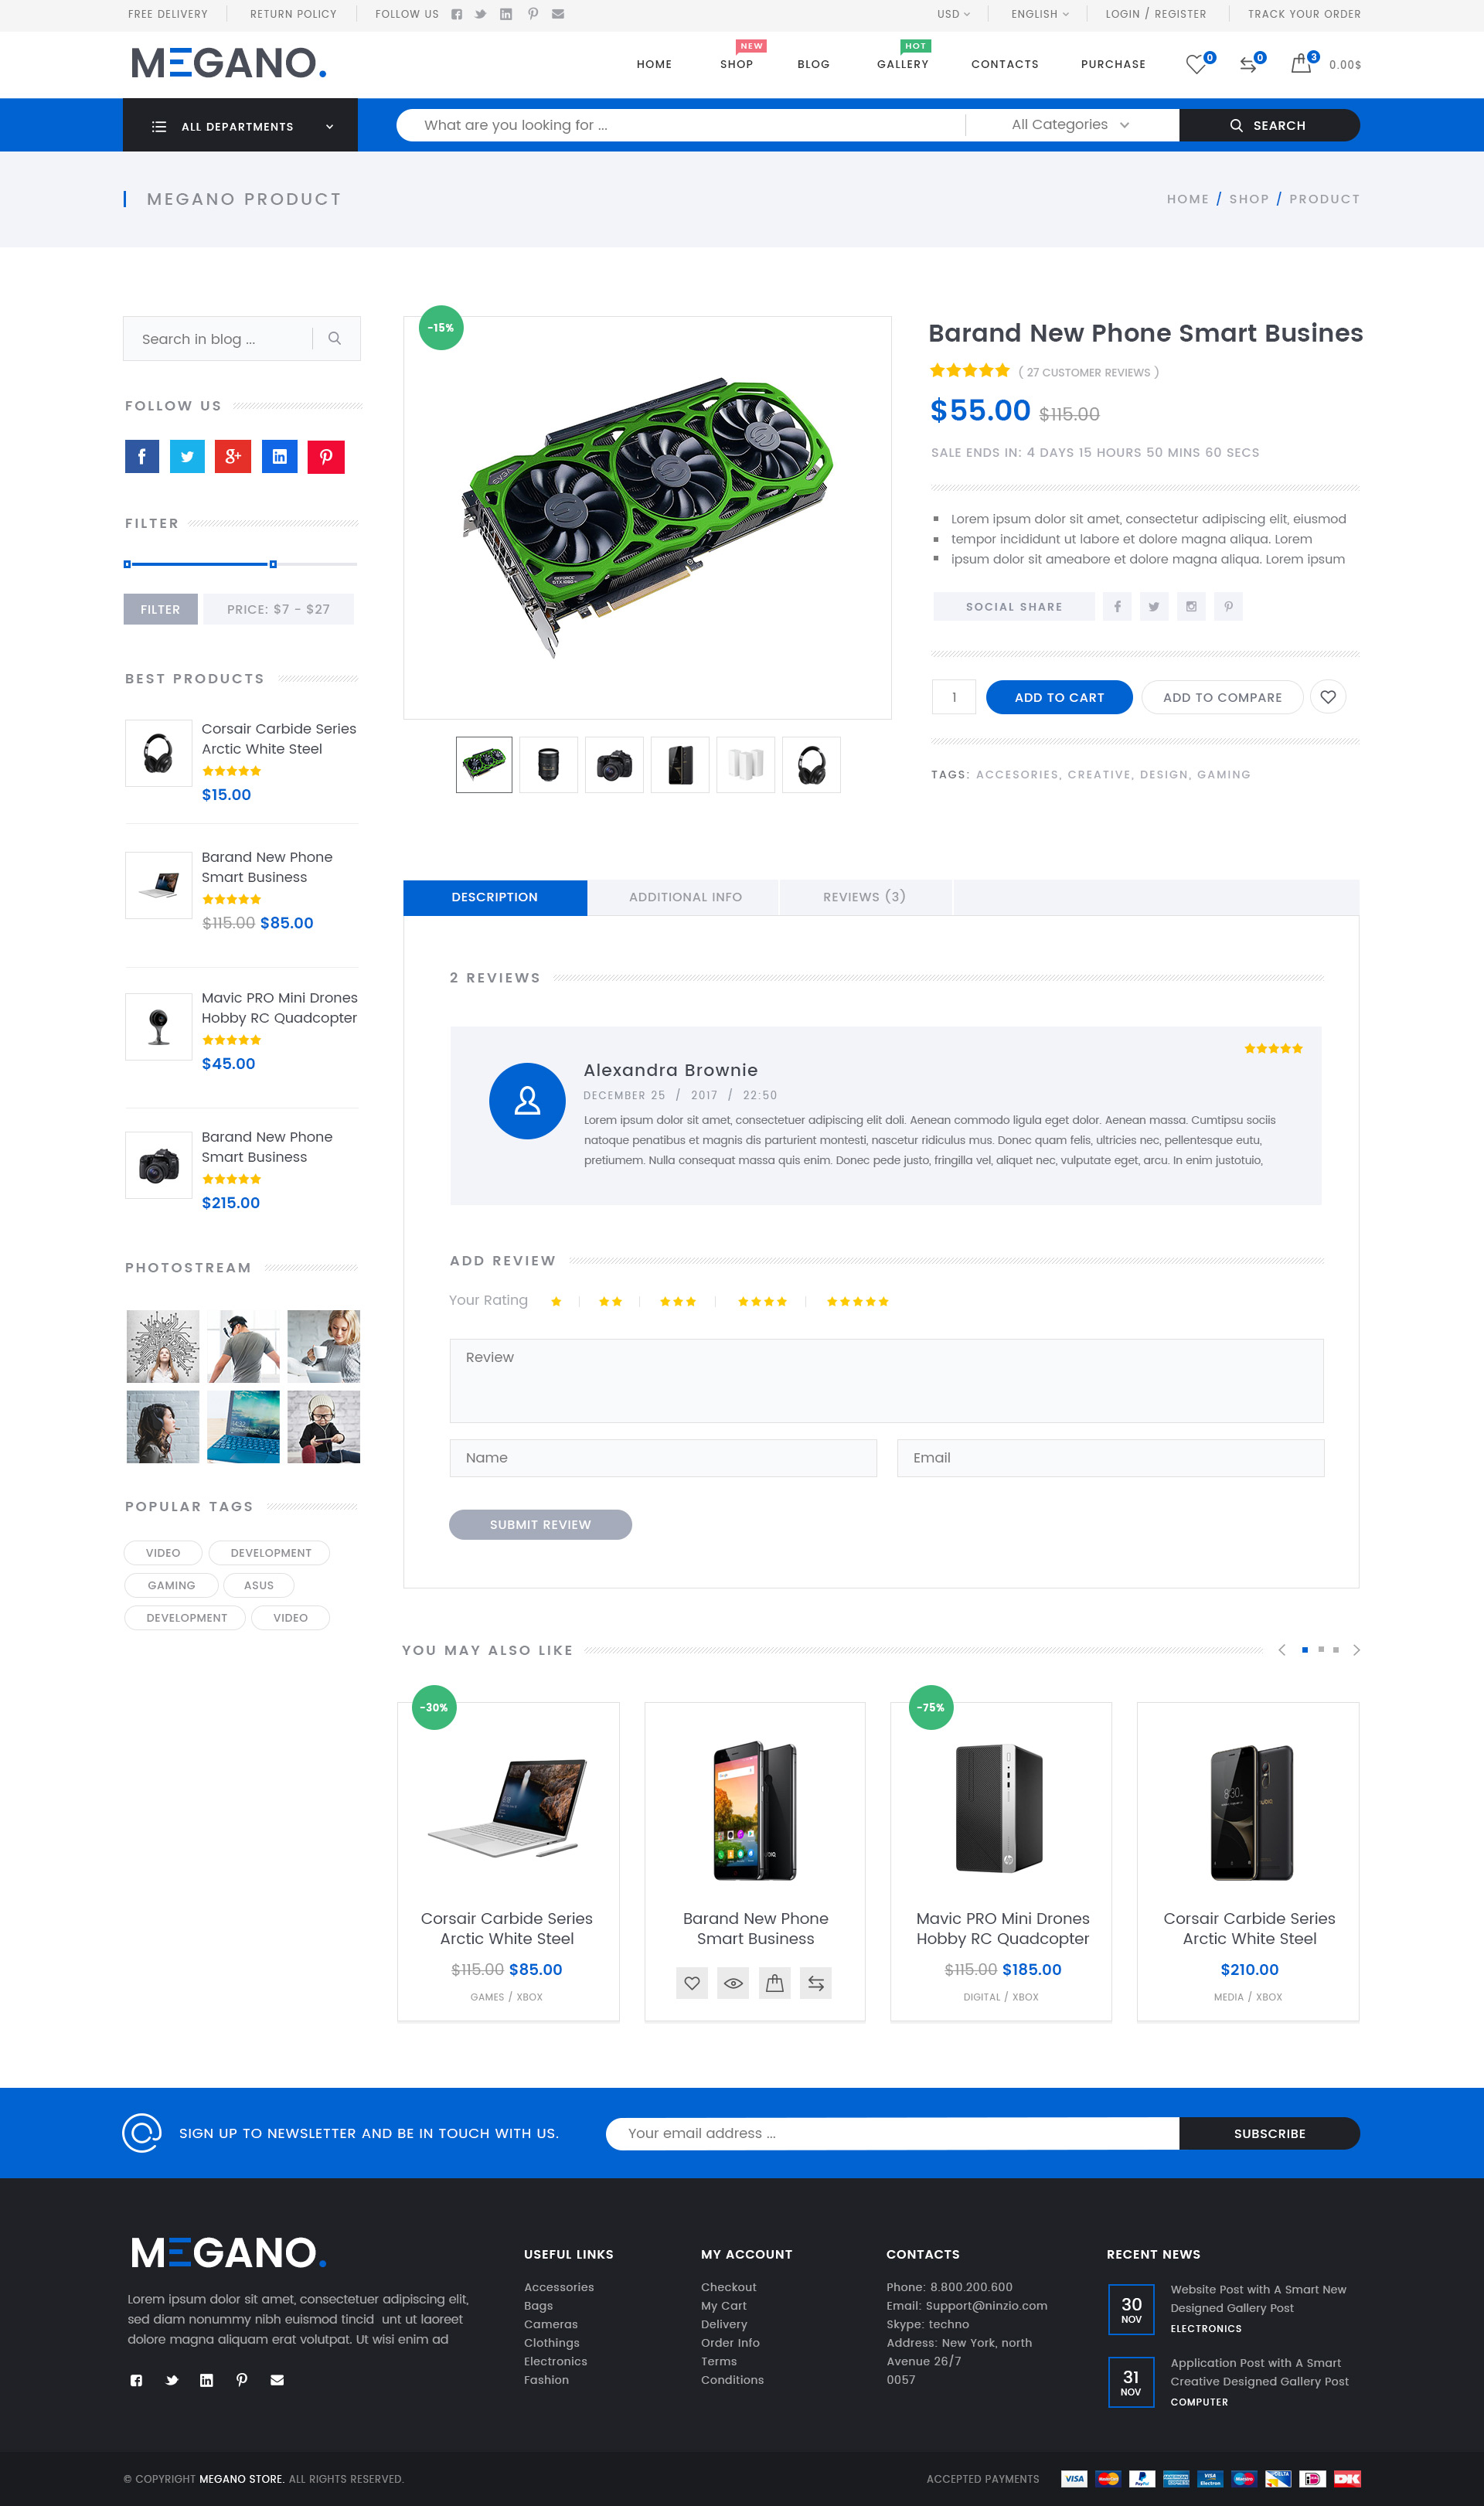 FREE DELIVERY
RETURN POLICY
FOLLOW US
USD
ENGLISH
LOGIN / REGISTER
TRACK YOUR ORDER
MEGANO.
HOME
NEW
SHOP
BLOG
HOT
GALLERY
CONTACTS
PURCHASE
0
0
3
0.00$
ALL DEPARTMENTS
What are you looking for ...
All Categories
SEARCH
MEGANO PRODUCT
HOME / SHOP / PRODUCT
Search in blog ...
FOLLOW US
FILTER
FILTER
PRICE: $7 - $27
BEST PRODUCTS
Corsair Carbide Series
Arctic White Steel
$15.00
Barand New Phone
Smart Business
$115.00 $85.00
Mavic PRO Mini Drones
Hobby RC Quadcopter
$45.00
Barand New Phone
Smart Business
$215.00
PHOTOSTREAM
POPULAR TAGS
VIDEO
DEVELOPMENT
GAMING
ASUS
DEVELOPMENT
VIDEO
-15%
Barand New Phone Smart Busines
( 27 CUSTOMER REVIEWS )
$55.00 $115.00
SALE ENDS IN: 4 DAYS 15 HOURS 50 MINS 60 SECS
Lorem ipsum dolor sit amet, consectetur adipiscing elit, eiusmod
tempor incididunt ut labore et dolore magna aliqua. Lorem
ipsum dolor sit ameabore et dolore magna aliqua. Lorem ipsum
SOCIAL SHARE
1
ADD TO CART
ADD TO COMPARE
TAGS: ACCESORIES, CREATIVE, DESIGN, GAMING
DESCRIPTION
ADDITIONAL INFO
REVIEWS (3)
2 REVIEWS
Alexandra Brownie
DECEMBER 25 / 2017 / 22:50
Lorem ipsum dolor sit amet, consectetuer adipiscing elit doli. Aenean commodo ligula eget dolor. Aenean massa. Cumtipsu sociis
natoque penatibus et magnis dis parturient montesti, nascetur ridiculus mus. Donec quam felis, ultricies nec, pellentesque eutu,
pretiumem. Nulla consequat massa quis enim. Donec pede justo, fringilla vel, aliquet nec, vulputate eget, arcu. In enim justotuio,
ADD REVIEW
Your Rating
Review
Name
Email
SUBMIT REVIEW
YOU MAY ALSO LIKE
-30%
Corsair Carbide Series
Arctic White Steel
$115.00 $85.00
GAMES / XBOX
Barand New Phone
Smart Business
-75%
Mavic PRO Mini Drones
Hobby RC Quadcopter
$115.00 $185.00
DIGITAL / XBOX
Corsair Carbide Series
Arctic White Steel
$210.00
MEDIA / XBOX
SIGN UP TO NEWSLETTER AND BE IN TOUCH WITH US.
Your email address ...
SUBSCRIBE
MEGANO.
Lorem ipsum dolor sit amet, consectetuer adipiscing elit,
sed diam nonummy nibh euismod tincid unt ut laoreet
dolore magna aliquam erat volutpat. Ut wisi enim ad
USEFUL LINKS
Accessories
Bags
Cameras
Clothings
Electronics
Fashion
MY ACCOUNT
Checkout
My Cart
Delivery
Order Info
Terms
Conditions
CONTACTS
Phone: 8.800.200.600
Email: Support@ninzio.com
Skype: techno
Address: New York, north
Avenue 26/7
0057
RECENT NEWS
30
NOV
Website Post with A Smart New
Designed Gallery Post
ELECTRONICS
31
NOV
Application Post with A Smart
Creative Designed Gallery Post
COMPUTER
© COPYRIGHT MEGANO STORE. ALL RIGHTS RESERVED.
ACCEPTED PAYMENTS
VISA
PayPal
VISA
Electron
Maestro
DELTA
iD
DK